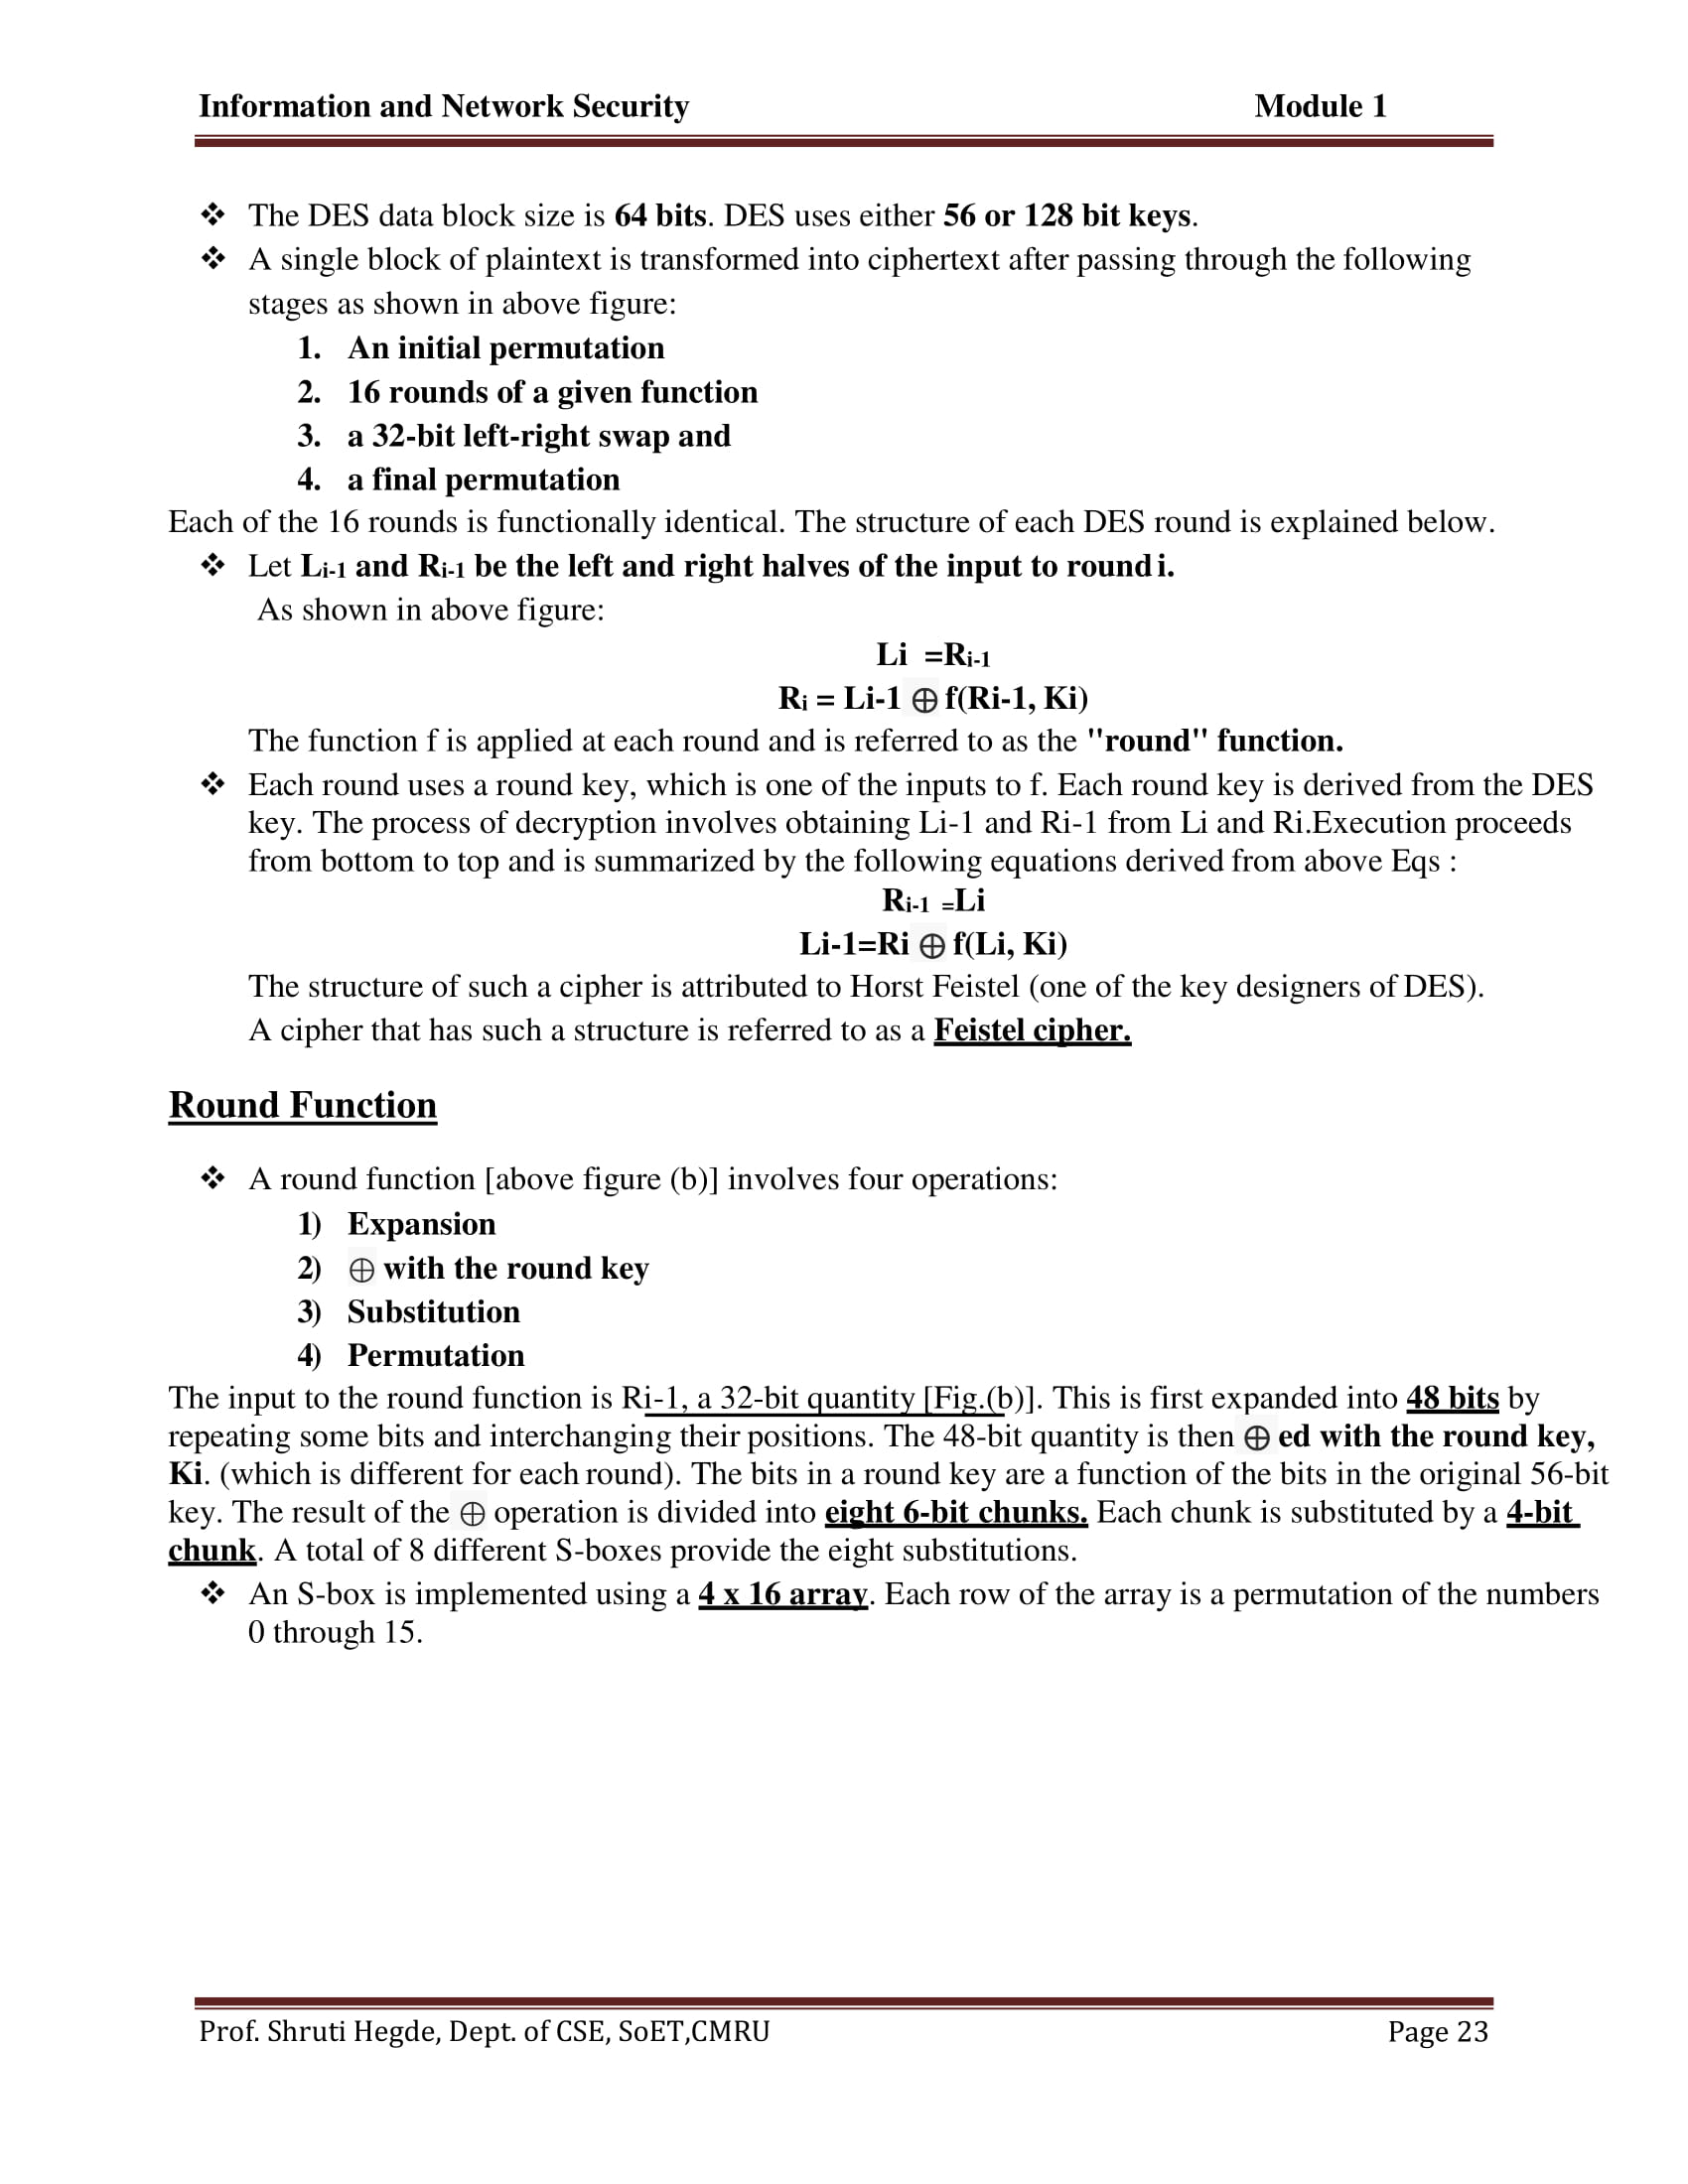 Information and Network Security Module 1
❖ The DES data block size is 64 bits. DES uses either 56 or 128 bit keys.
❖ A single block of plaintext is transformed into ciphertext after passing through the following
stages as shown in above figure:
1. An initial permutation
2. 16 rounds of a given function
3. a 32-bit left-right swap and
4. a final permutation
Each of the 16 rounds is functionally identical. The structure of each DES round is explained below.
❖ Let Li-1 and Ri-1 be the left and right halves of the input to round i.
As shown in above figure:
Li =Ri-1
Ri = Li-1 ⊕ f(Ri-1, Ki)
The function f is applied at each round and is referred to as the "round" function.
❖ Each round uses a round key, which is one of the inputs to f. Each round key is derived from the DES
key. The process of decryption involves obtaining Li-1 and Ri-1 from Li and Ri.Execution proceeds
from bottom to top and is summarized by the following equations derived from above Eqs :
Ri-1 =Li
Li-1=Ri ⊕ f(Li, Ki)
The structure of such a cipher is attributed to Horst Feistel (one of the key designers of DES).
A cipher that has such a structure is referred to as a Feistel cipher.
Round Function
❖ A round function [above figure (b)] involves four operations:
1) Expansion
2) ⊕ with the round key
3) Substitution
4) Permutation
The input to the round function is Ri-1, a 32-bit quantity [Fig.(b)]. This is first expanded into 48 bits by
repeating some bits and interchanging their positions. The 48-bit quantity is then ⊕ ed with the round key,
Ki. (which is different for each round). The bits in a round key are a function of the bits in the original 56-bit
key. The result of the ⊕ operation is divided into eight 6-bit chunks. Each chunk is substituted by a 4-bit
chunk. A total of 8 different S-boxes provide the eight substitutions.
❖ An S-box is implemented using a 4 x 16 array. Each row of the array is a permutation of the numbers
0 through 15.
Prof. Shruti Hegde, Dept. of CSE, SoET,CMRU Page 23